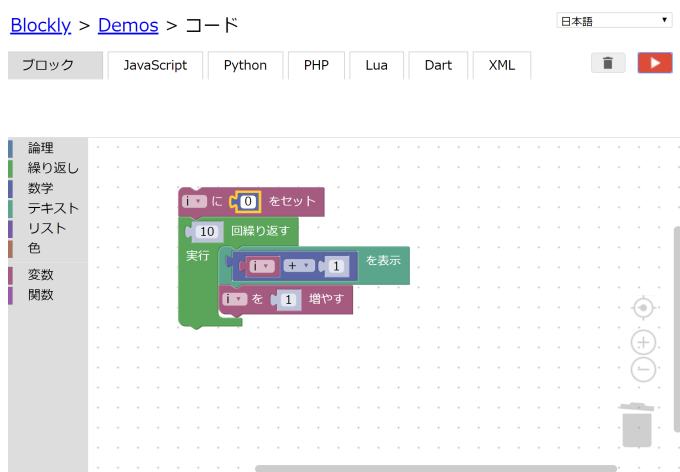 Blockly > Demos > コード
日本語
ブロック JavaScript Python PHP Lua Dart XML
論理
繰り返し
数学
テキスト
リスト
色
変数
関数
i に 0 をセット
10 回繰り返す
実行 i + 1 を表示
i を 1 増やす